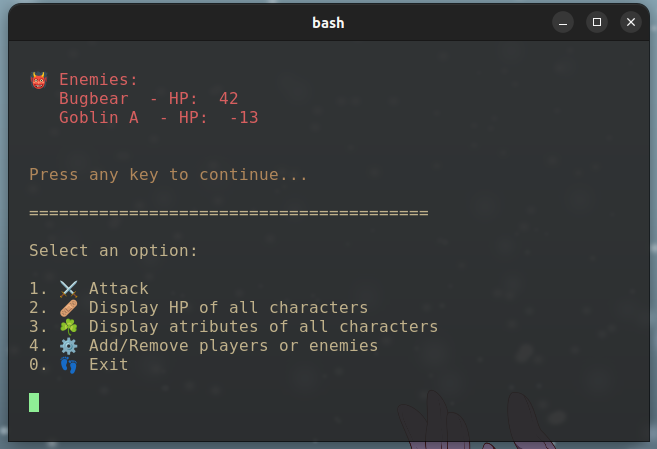 bash
👹 Enemies:
Bugbear  - HP:  42
Goblin A  - HP:  -13
Press any key to continue...
========================================
Select an option:
1. ⚔️ Attack
2. 🩹 Display HP of all characters
3. ☘️ Display atributes of all characters
4. ⚙️ Add/Remove players or enemies
0. 👣 Exit